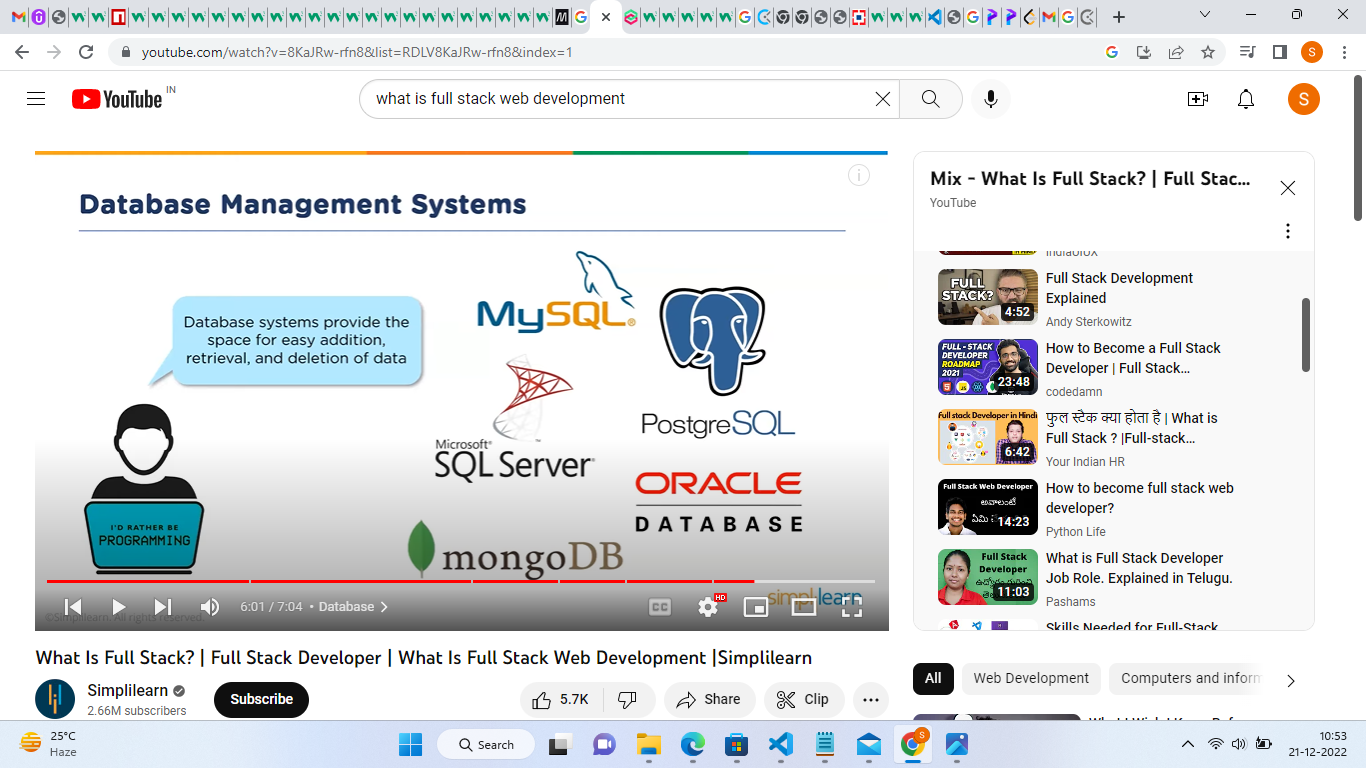 youtube.com/watch?v=8KaJRw-rfn8&list=RDLV8KaJRw-rfn8&index=1
S
YouTube IN
what is full stack web development
S
Database Management Systems
Database systems provide the
space for easy addition,
retrieval, and deletion of data
MySQL®
PostgreSQL
Microsoft®
SQL Server®
ORACLE
DATABASE
mongoDB
I'D RATHER BE
PROGRAMMING
simplilearn
©Simplilearn. All rights reserved.
6:01 / 7:04 • Database
CC
HD
What Is Full Stack? | Full Stack Developer | What Is Full Stack Web Development |Simplilearn
Simplilearn
2.66M subscribers
Subscribe
5.7K
Share
Clip
Mix - What Is Full Stack? | Full Stac...
YouTube
FULL
STACK?
4:52
Full Stack Development
Explained
Andy Sterkowitz
FULL - STACK
DEVELOPER
ROADMAP
2021
23:48
How to Become a Full Stack
Developer | Full Stack…
codedamn
Full stack Developer in Hindi
6:42
फुल स्टैक क्या होता है | What is
Full Stack ? |Full-stack…
Your Indian HR
Full Stack Web Developer
అవాలంటే
ఏమి
14:23
How to become full stack web
developer?
Python Life
Full Stack
Developer
11:03
What is Full Stack Developer
Job Role. Explained in Telugu.
Pashams
Skills Needed for Full-Stack
All
Web Development
Computers and inform
25°C
Haze
Search
S
10:53
21-12-2022